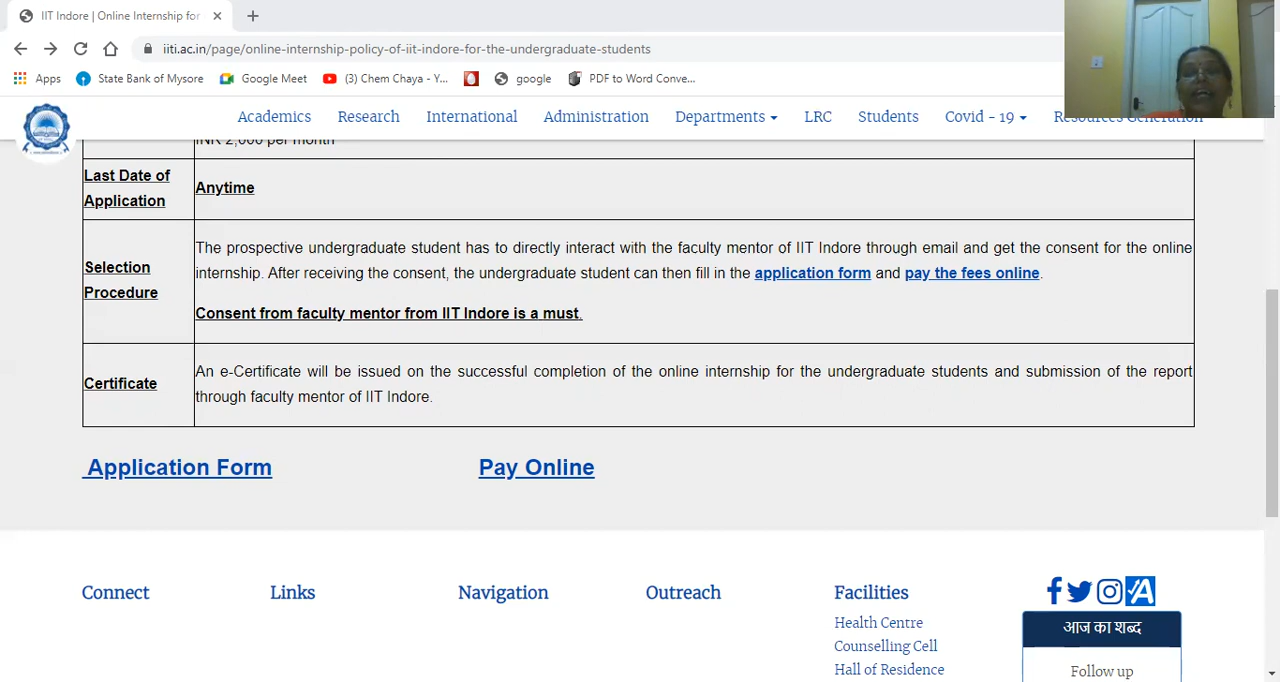 IIT Indore | Online Internship for
iiti.ac.in/page/online-internship-policy-of-iit-indore-for-the-undergraduate-students
Apps State Bank of Mysore Google Meet (3) Chem Chaya - Y... google PDF to Word Conve...
Academics Research International Administration Departments LRC Students Covid - 19 Resources Generation
INR 2,000 per month
Last Date of
Application
Anytime
Selection
Procedure
The prospective undergraduate student has to directly interact with the faculty mentor of IIT Indore through email and get the consent for the online
internship. After receiving the consent, the undergraduate student can then fill in the application form and pay the fees online.
Consent from faculty mentor from IIT Indore is a must.
Certificate
An e-Certificate will be issued on the successful completion of the online internship for the undergraduate students and submission of the report
through faculty mentor of IIT Indore.
Application Form Pay Online
Connect Links Navigation Outreach Facilities
Health Centre
Counselling Cell
Hall of Residence
आज का शब्द
Follow up